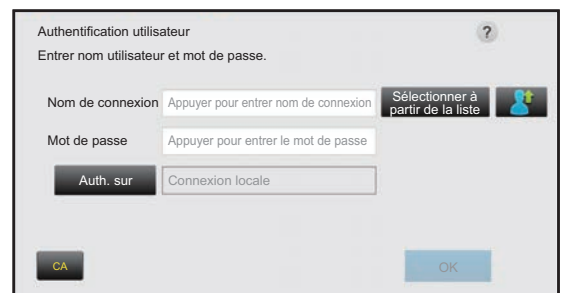 Authentification utilisateur
?
Entrer nom utilisateur et mot de passe.
Nom de connexion
Appuyer pour entrer nom de connexion
Sélectionner à
partir de la liste
Mot de passe
Appuyer pour entrer le mot de passe
Auth. sur
Connexion locale
CA
OK